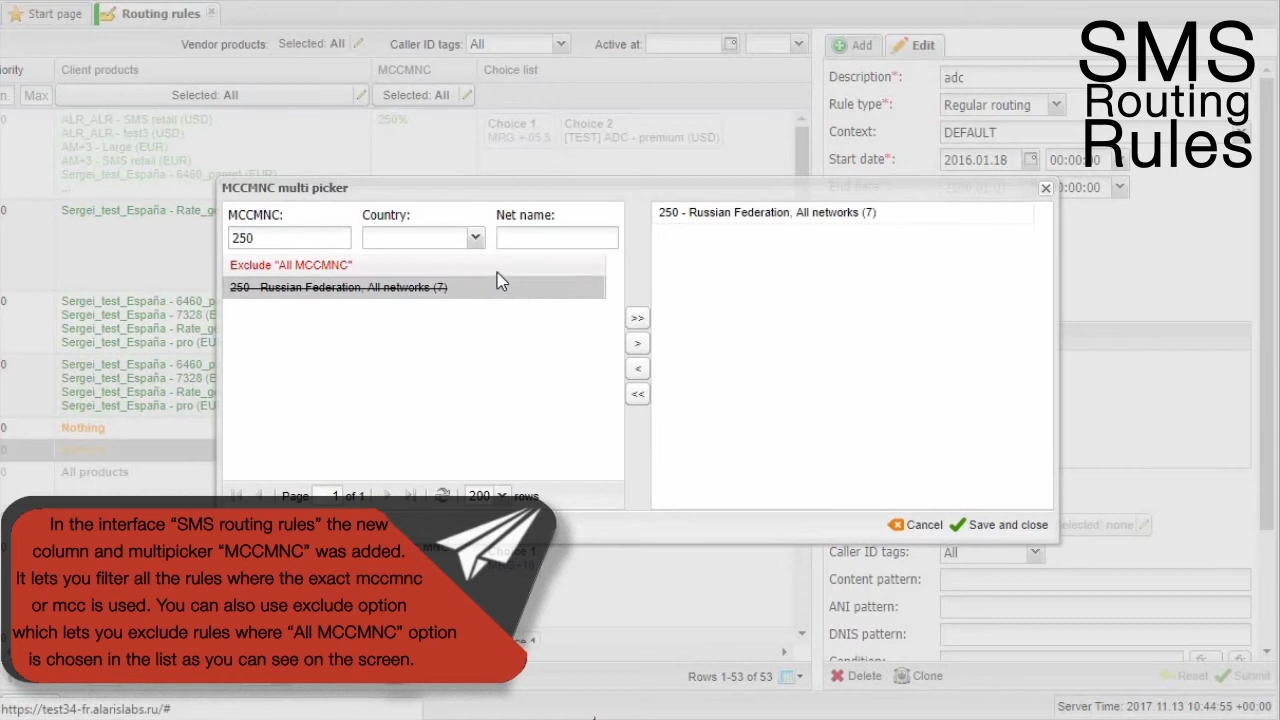 Start page
Routing rules
SMS
Routing
Rules
Vendor products: Selected: All
Caller ID tags: All
Active at:
Add
Edit
Client products
MCCMNC
Choice list
Description*: adc
Max
Selected: All
Selected: All
Rule type*: Regular routing
ALR_ALR - SMS retail (USD)
ALR_ALR - test3 (USD)
AM+3 - Large (EUR)
AM+3 - SMS retail (EUR)
250%
Choice 1
Choice 2
[TEST] ADC - premium (USD)
Context: DEFAULT
Start date*: 2016.01.18 00:00:00
MCCMNC multi picker
MCCMNC:
Country:
Net name:
250
250 - Russian Federation, All networks (7)
Exclude "All MCCMNC"
250 - Russian Federation, All networks (7)
>>
>
<
<<
Sergei_test_España - 7328 (E
Sergei_test_España - pro (EUR
Sergei_test_España - 7328 (E
Sergei_test_España - pro (EU
Nothing
All products
Page 1 of 1
200 rows
Cancel
Save and close
In the interface “SMS routing rules” the new
column and multipicker “MCCMNC” was added.
It lets you filter all the rules where the exact mccmnc
or mcc is used. You can also use exclude option
which lets you exclude rules where “All MCCMNC” option
is chosen in the list as you can see on the screen.
Caller ID tags: All
Content pattern:
ANI pattern:
DNIS pattern:
Rows 1-53 of 53
Delete
Clone
Reset
Submit
https://test34-fr.alarislabs.ru/#
Server Time: 2017.11.13 10:44:55 +00:00